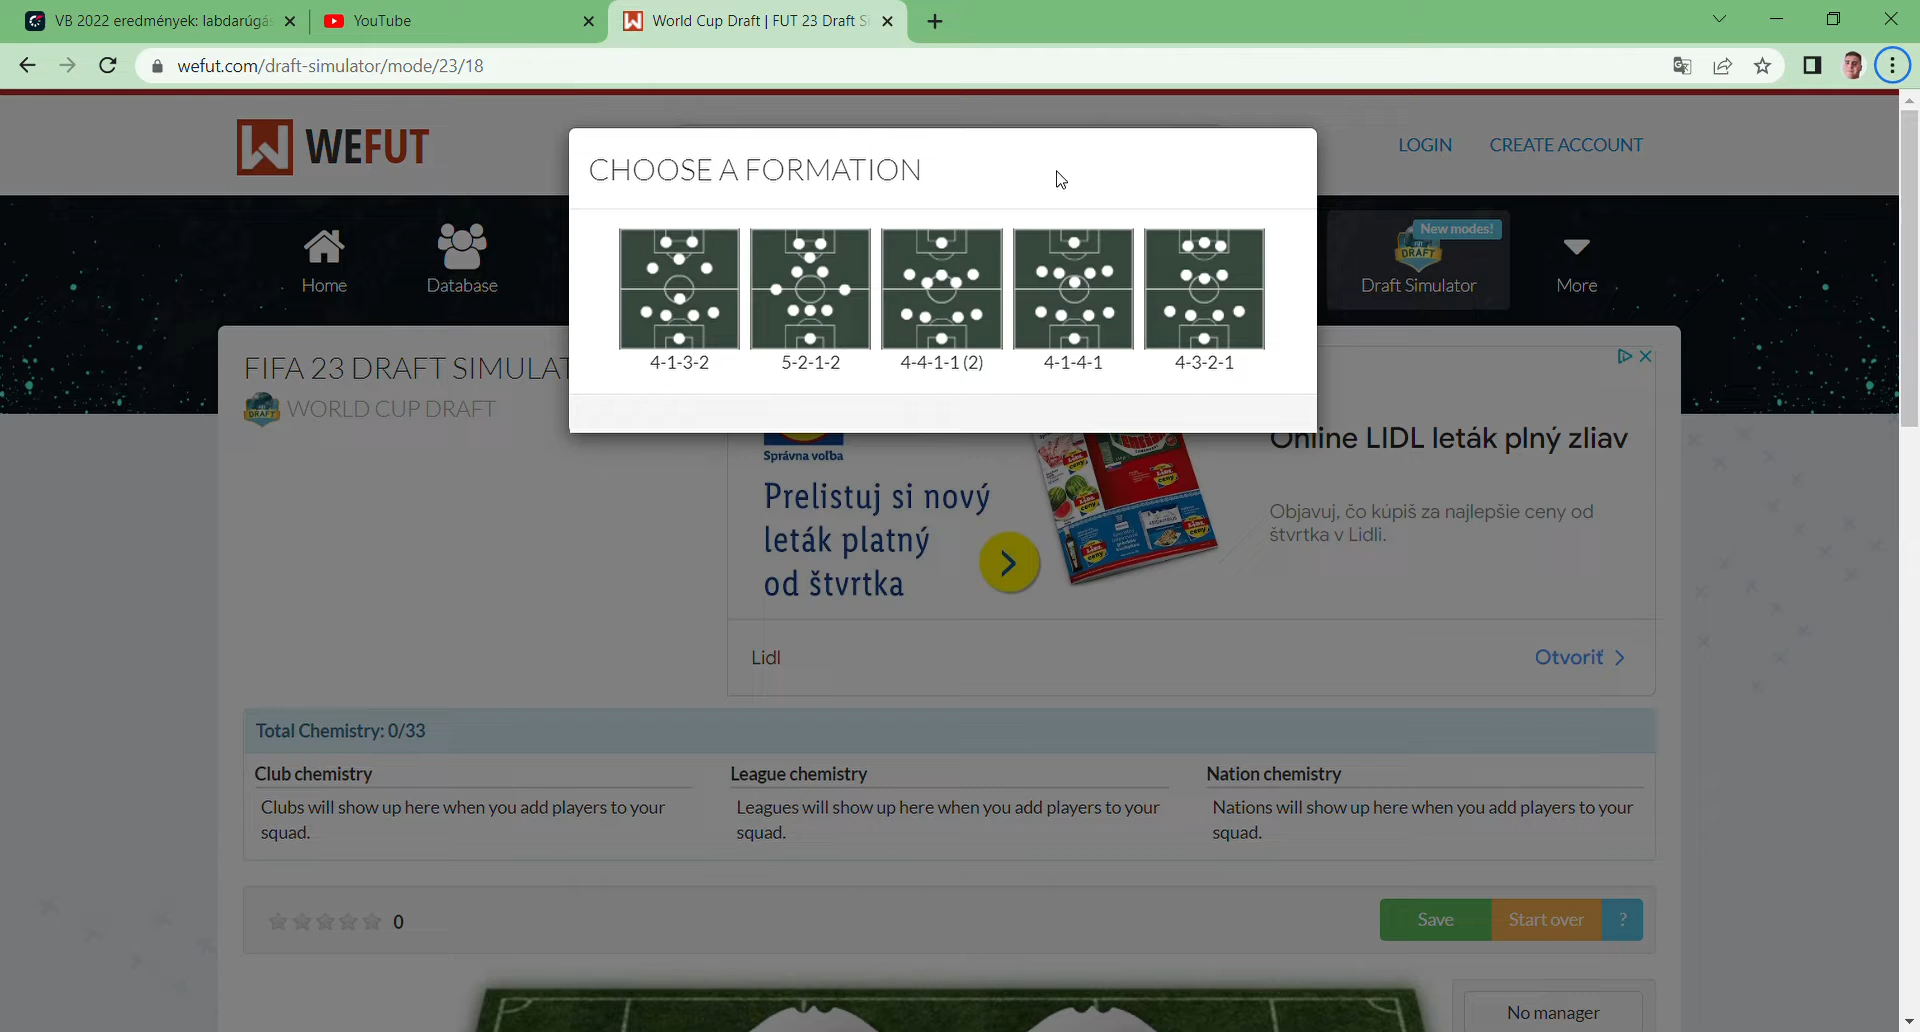 VB 2022 eredmények: labdarúgás
YouTube
World Cup Draft | FUT 23 Draft S
wefut.com/draft-simulator/mode/23/18
WEFUT
LOGIN
CREATE ACCOUNT
CHOOSE A FORMATION
Home
Database
New modes!
DRAFT
Draft Simulator
More
4-1-3-2
5-2-1-2
4-4-1-1 (2)
4-1-4-1
4-3-2-1
FIFA 23 DRAFT SIMULAT
DRAFT
WORLD CUP DRAFT
Správna voľba
Prelistuj si nový
leták platný
od štvrtka
Online LIDL leták plný zliav
Objavuj, čo kúpiš za najlepšie ceny od
štvrtka v Lidli.
Lidl
Otvoriť
Total Chemistry: 0/33
Club chemistry
Clubs will show up here when you add players to your
squad.
League chemistry
Leagues will show up here when you add players to your
squad.
Nation chemistry
Nations will show up here when you add players to your
squad.
0
Save
Start over
?
No manager